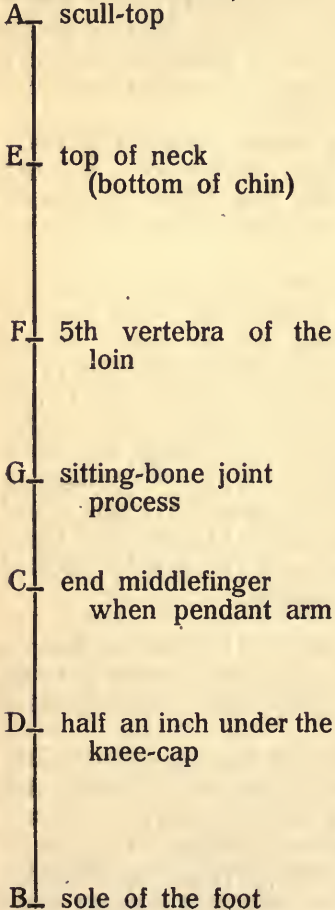 A scull-top
E top of neck
(bottom of chin)
F 5th vertebra of the
loin
G sitting-bone joint
process
C end middlefinger
when pendant arm
D half an inch under the
knee-cap
B sole of the foot